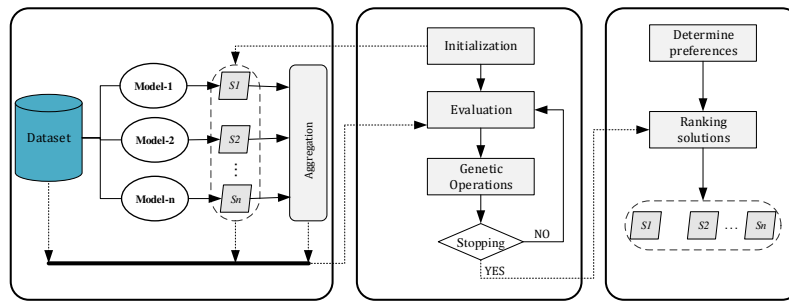 Dataset
Model-1
Model-2
Model-n
S1
S2
...
Sn
Aggregation
Initialization
Evaluation
Genetic
Operations
Stopping
NO
YES
Determine
preferences
Ranking
solutions
S1 S2 ... Sn